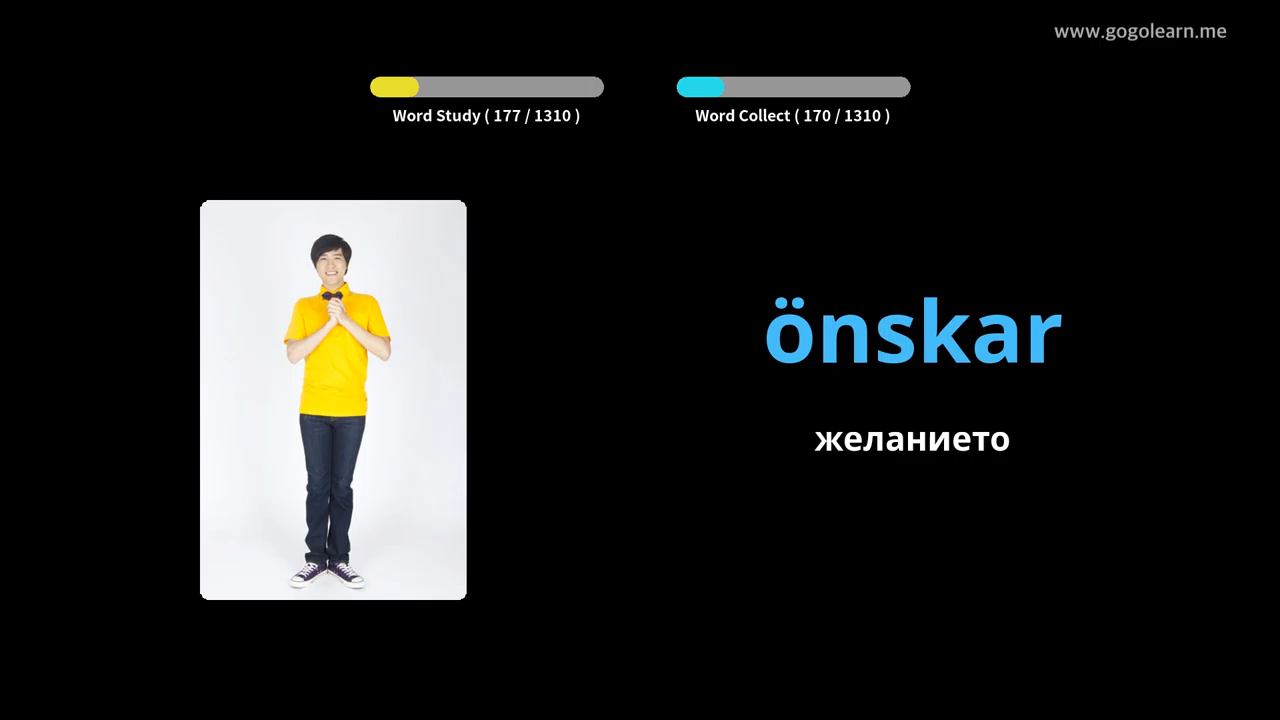 www.gogolearn.me
Word Study ( 177 / 1310 )
Word Collect ( 170 / 1310 )
önskar
желанието